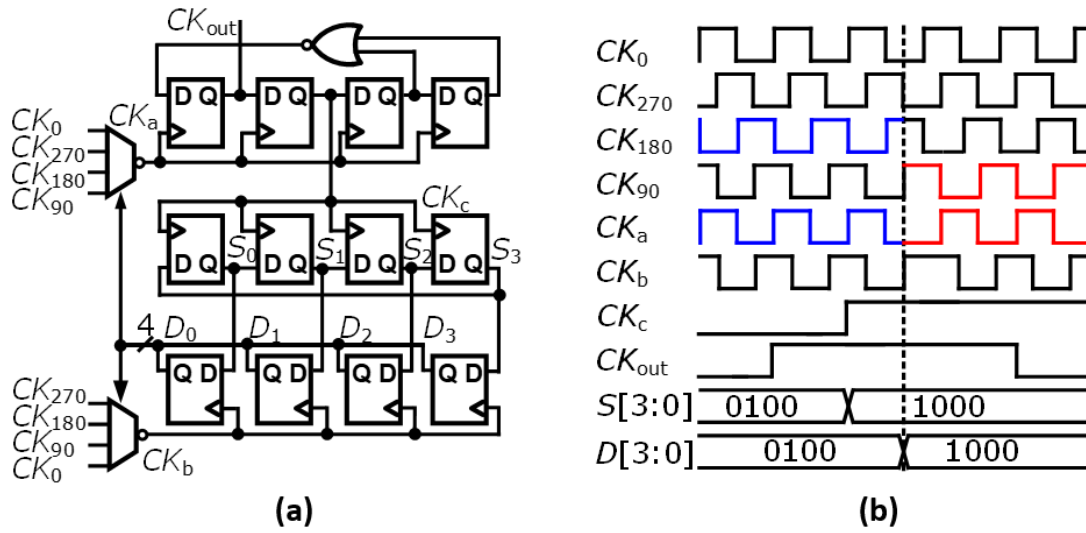 CKout
D Q D Q D Q D Q
CKa
CK0
CK270
CK180
CK90
CKc
S0 S1 S2 S3
D Q D Q D Q D Q
4 D0 D1 D2 D3
Q D Q D Q D Q D
CK270
CK180
CK90
CK0
CKb
(a)
CK0
CK270
CK180
CK90
CKa
CKb
CKc
CKout
S[3:0] 0100 1000
D[3:0] 0100 1000
(b)